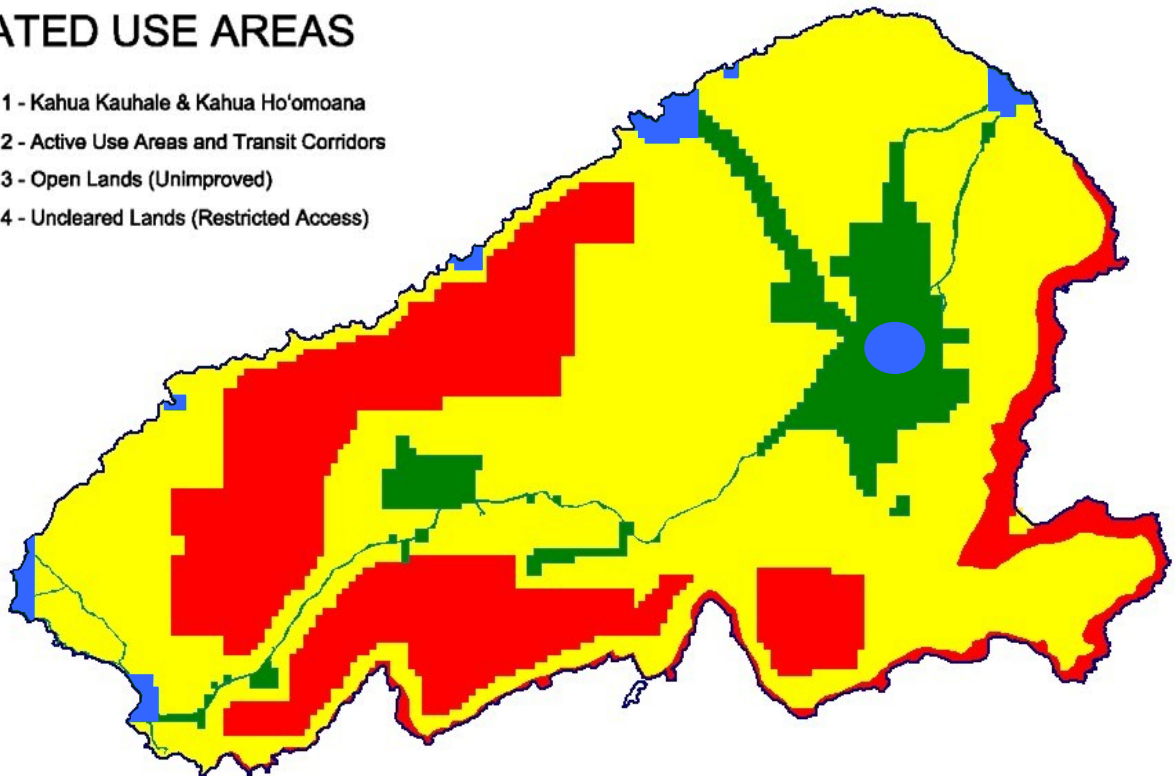 ATED USE AREAS
1 - Kahua Kauhale & Kahua Ho‘omoana
2 - Active Use Areas and Transit Corridors
3 - Open Lands (Unimproved)
4 - Uncleared Lands (Restricted Access)